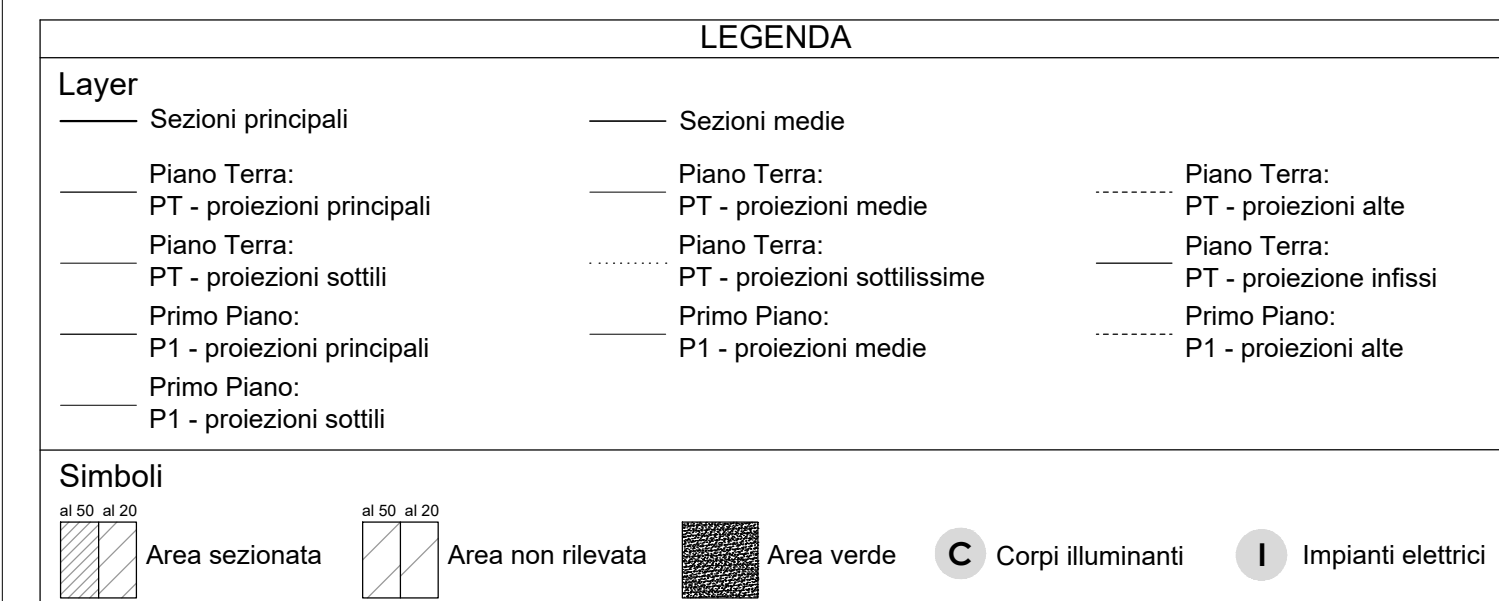 LEGENDA
Layer
Sezioni principali
Sezioni medie
Piano Terra:
PT - proiezioni principali
Piano Terra:
PT - proiezioni medie
Piano Terra:
PT - proiezioni alte
Piano Terra:
PT - proiezioni sottili
Piano Terra:
PT - proiezioni sottilissime
Piano Terra:
PT - proiezione infissi
Primo Piano:
P1 - proiezioni principali
Primo Piano:
P1 - proiezioni medie
Primo Piano:
P1 - proiezioni alte
Primo Piano:
P1 - proiezioni sottili
Simboli
al 50 al 20
Area sezionata
al 50 al 20
Area non rilevata
Area verde
C Corpi illuminanti
I Impianti elettrici